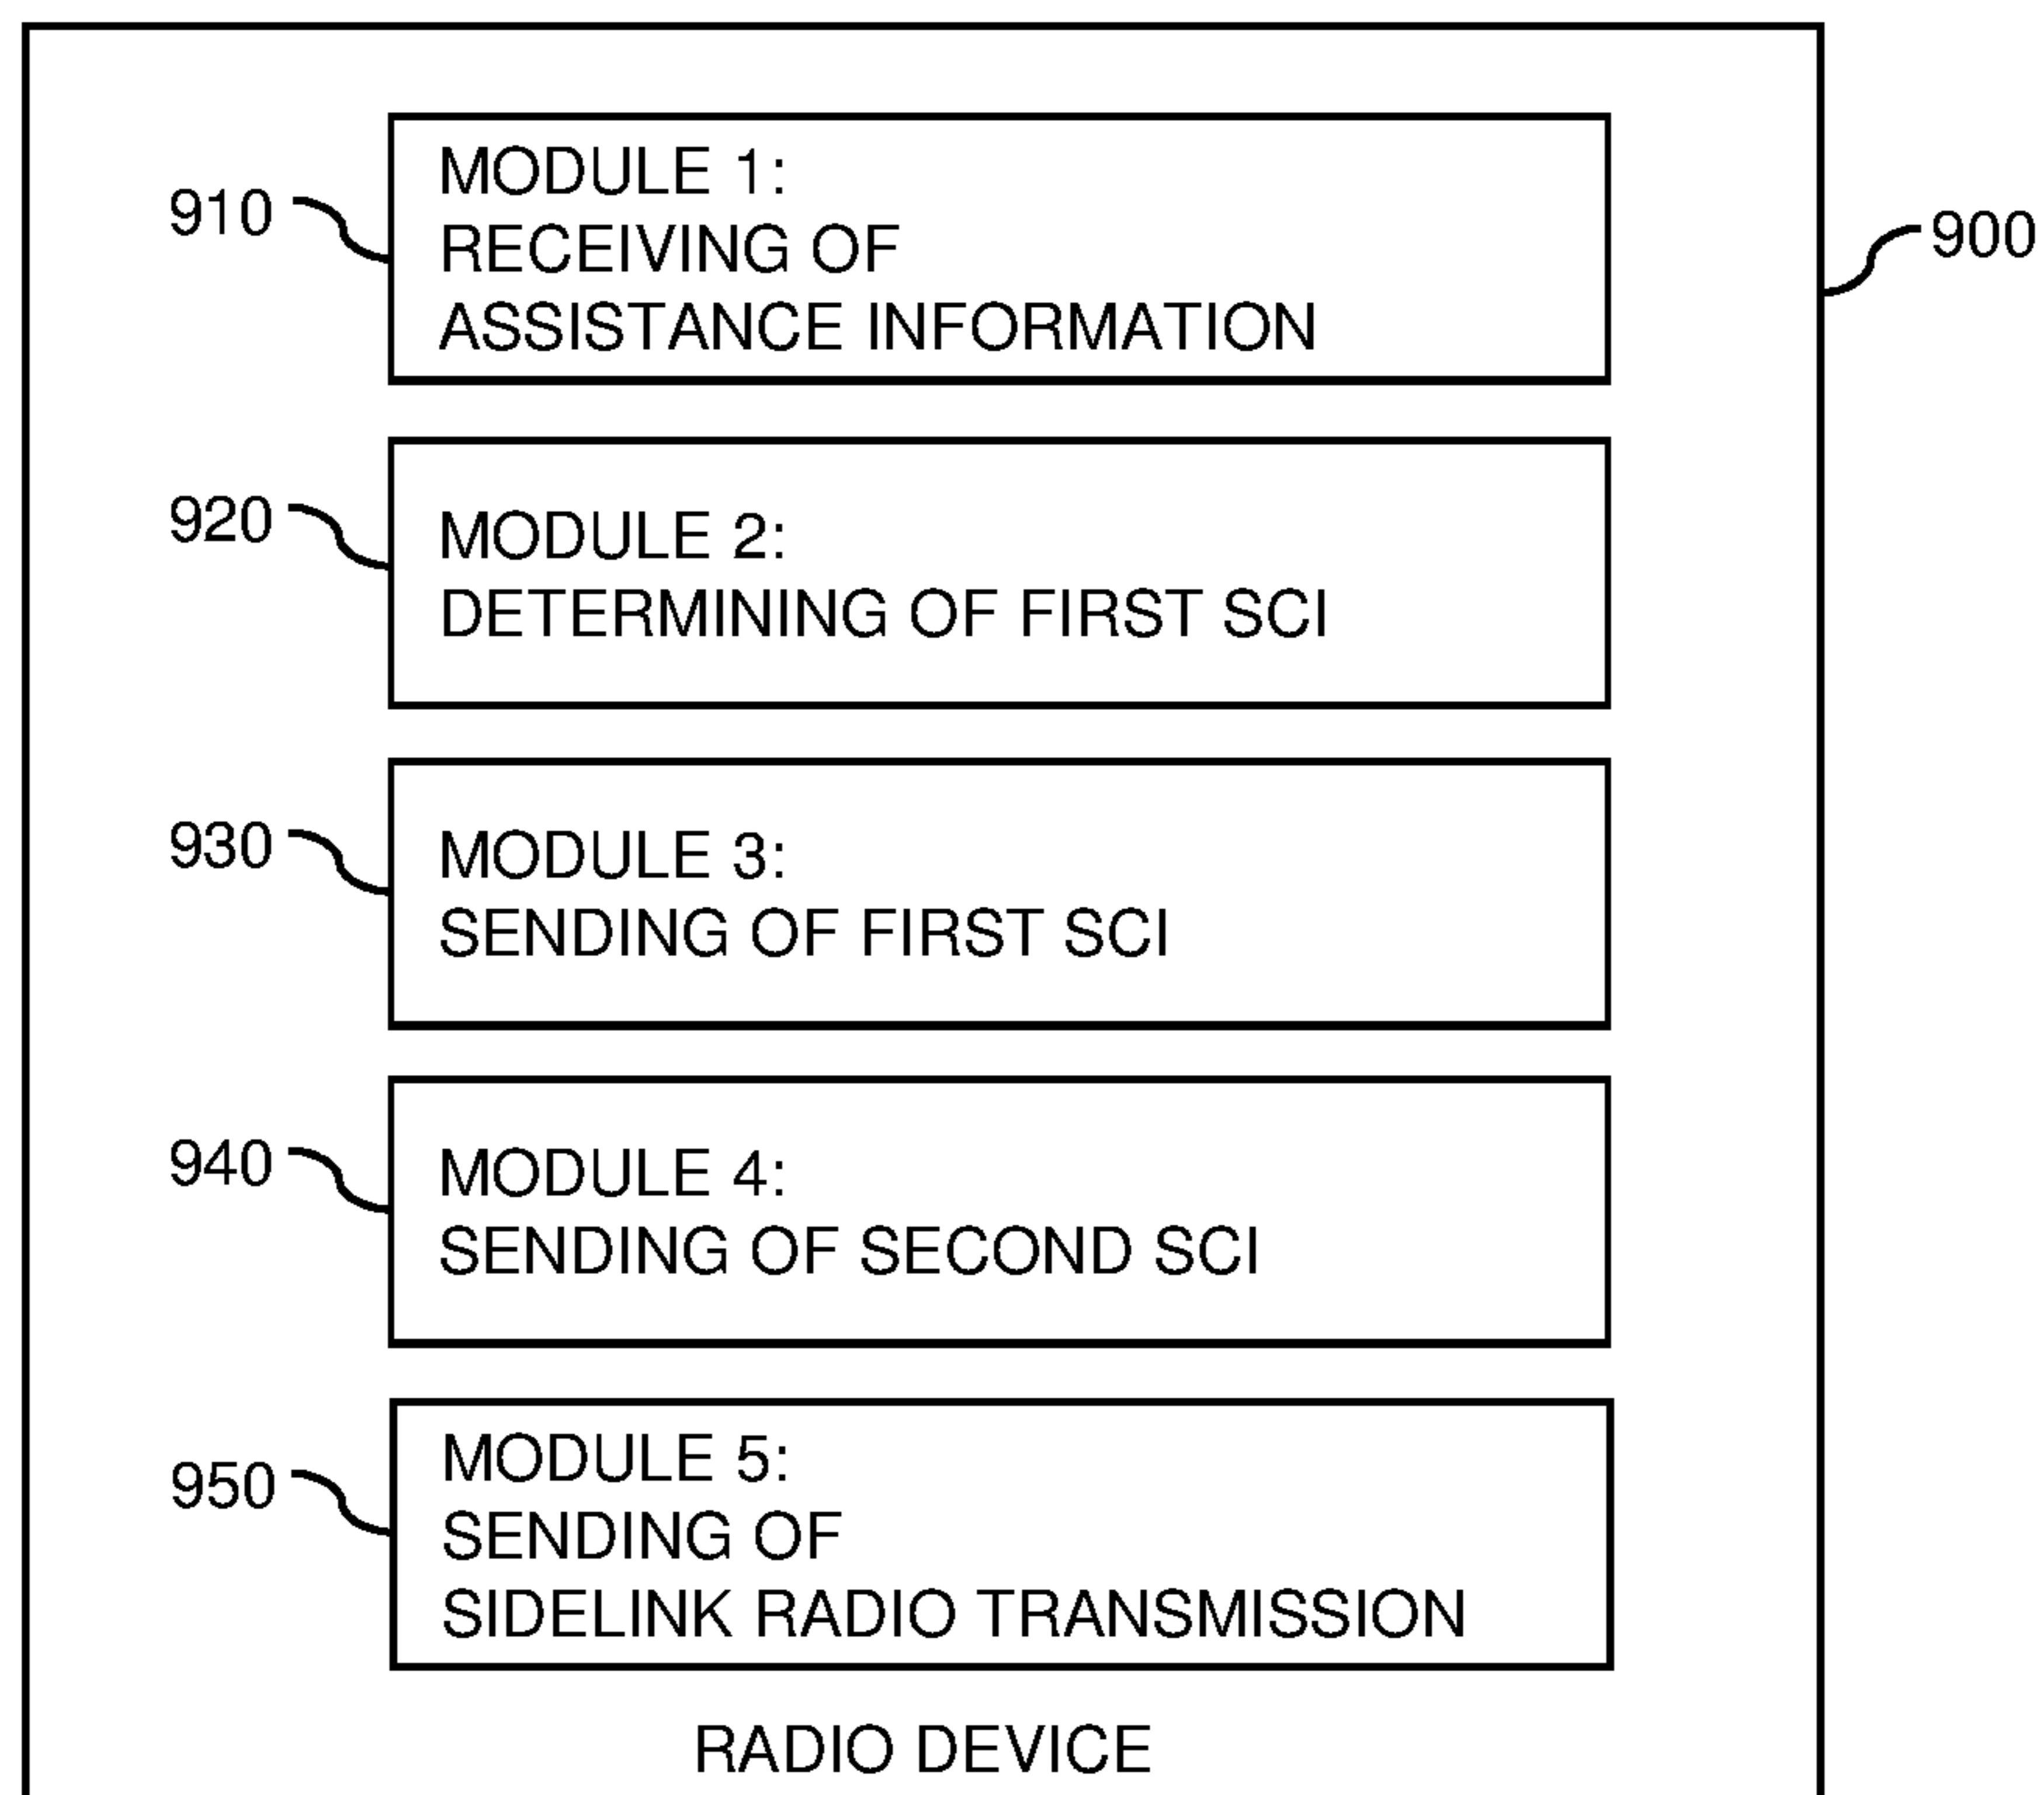 910
MODULE 1:
RECEIVING OF
ASSISTANCE INFORMATION
900
920
MODULE 2:
DETERMINING OF FIRST SCI
930
MODULE 3:
SENDING OF FIRST SCI
940
MODULE 4:
SENDING OF SECOND SCI
950
MODULE 5:
SENDING OF
SIDELINK RADIO TRANSMISSION
RADIO DEVICE